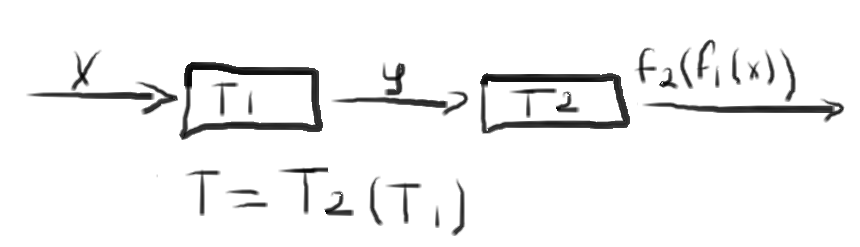 x T1 y T2 f2(f1(x))
T = T2(T1)